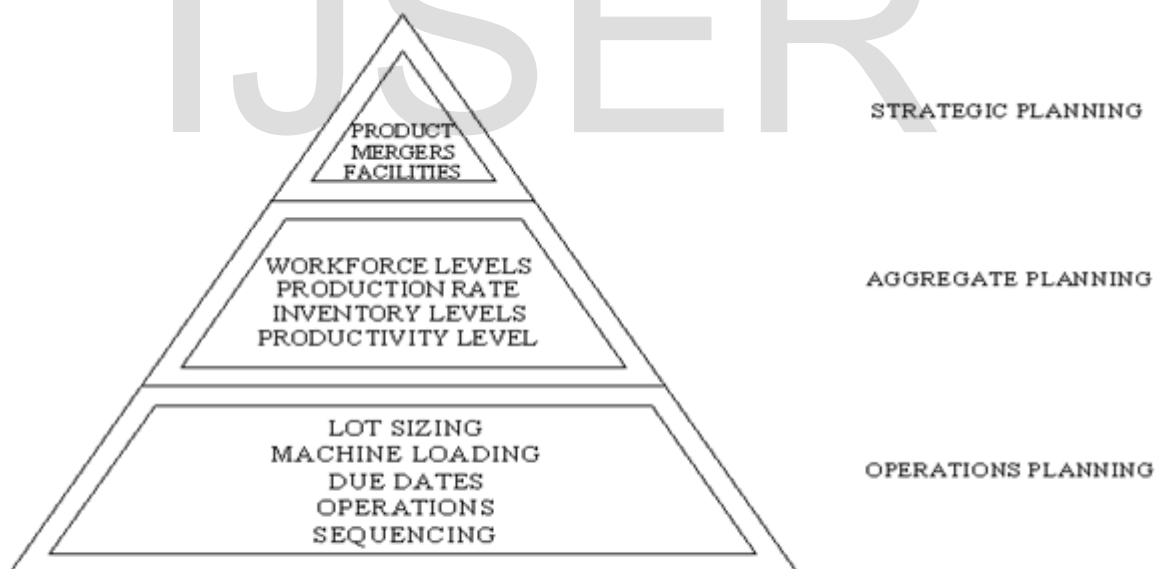 IJSER
STRATEGIC PLANNING
PRODUCT
MERGERS
FACILITIES
AGGREGATE PLANNING
WORKFORCE LEVELS
PRODUCTION RATE
INVENTORY LEVELS
PRODUCTIVITY LEVEL
OPERATIONS PLANNING
LOT SIZING
MACHINE LOADING
DUE DATES
OPERATIONS
SEQUENCING